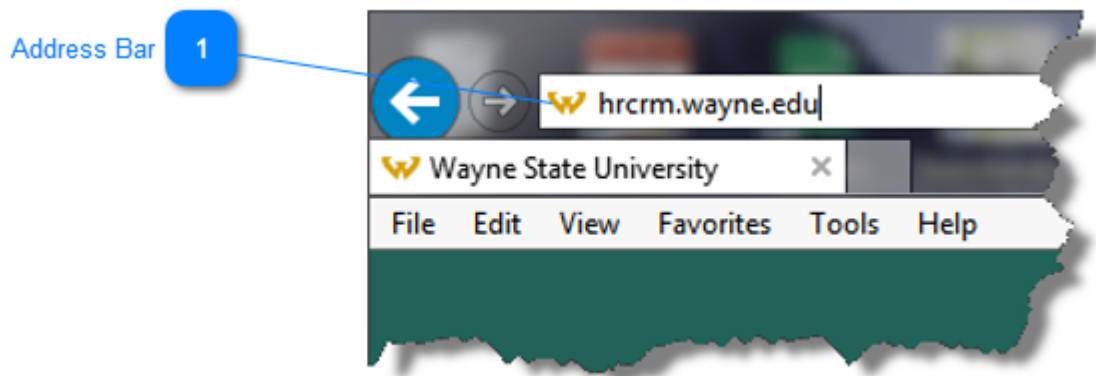 Address Bar 1
hrcrm.wayne.edu
Wayne State University
File Edit View Favorites Tools Help